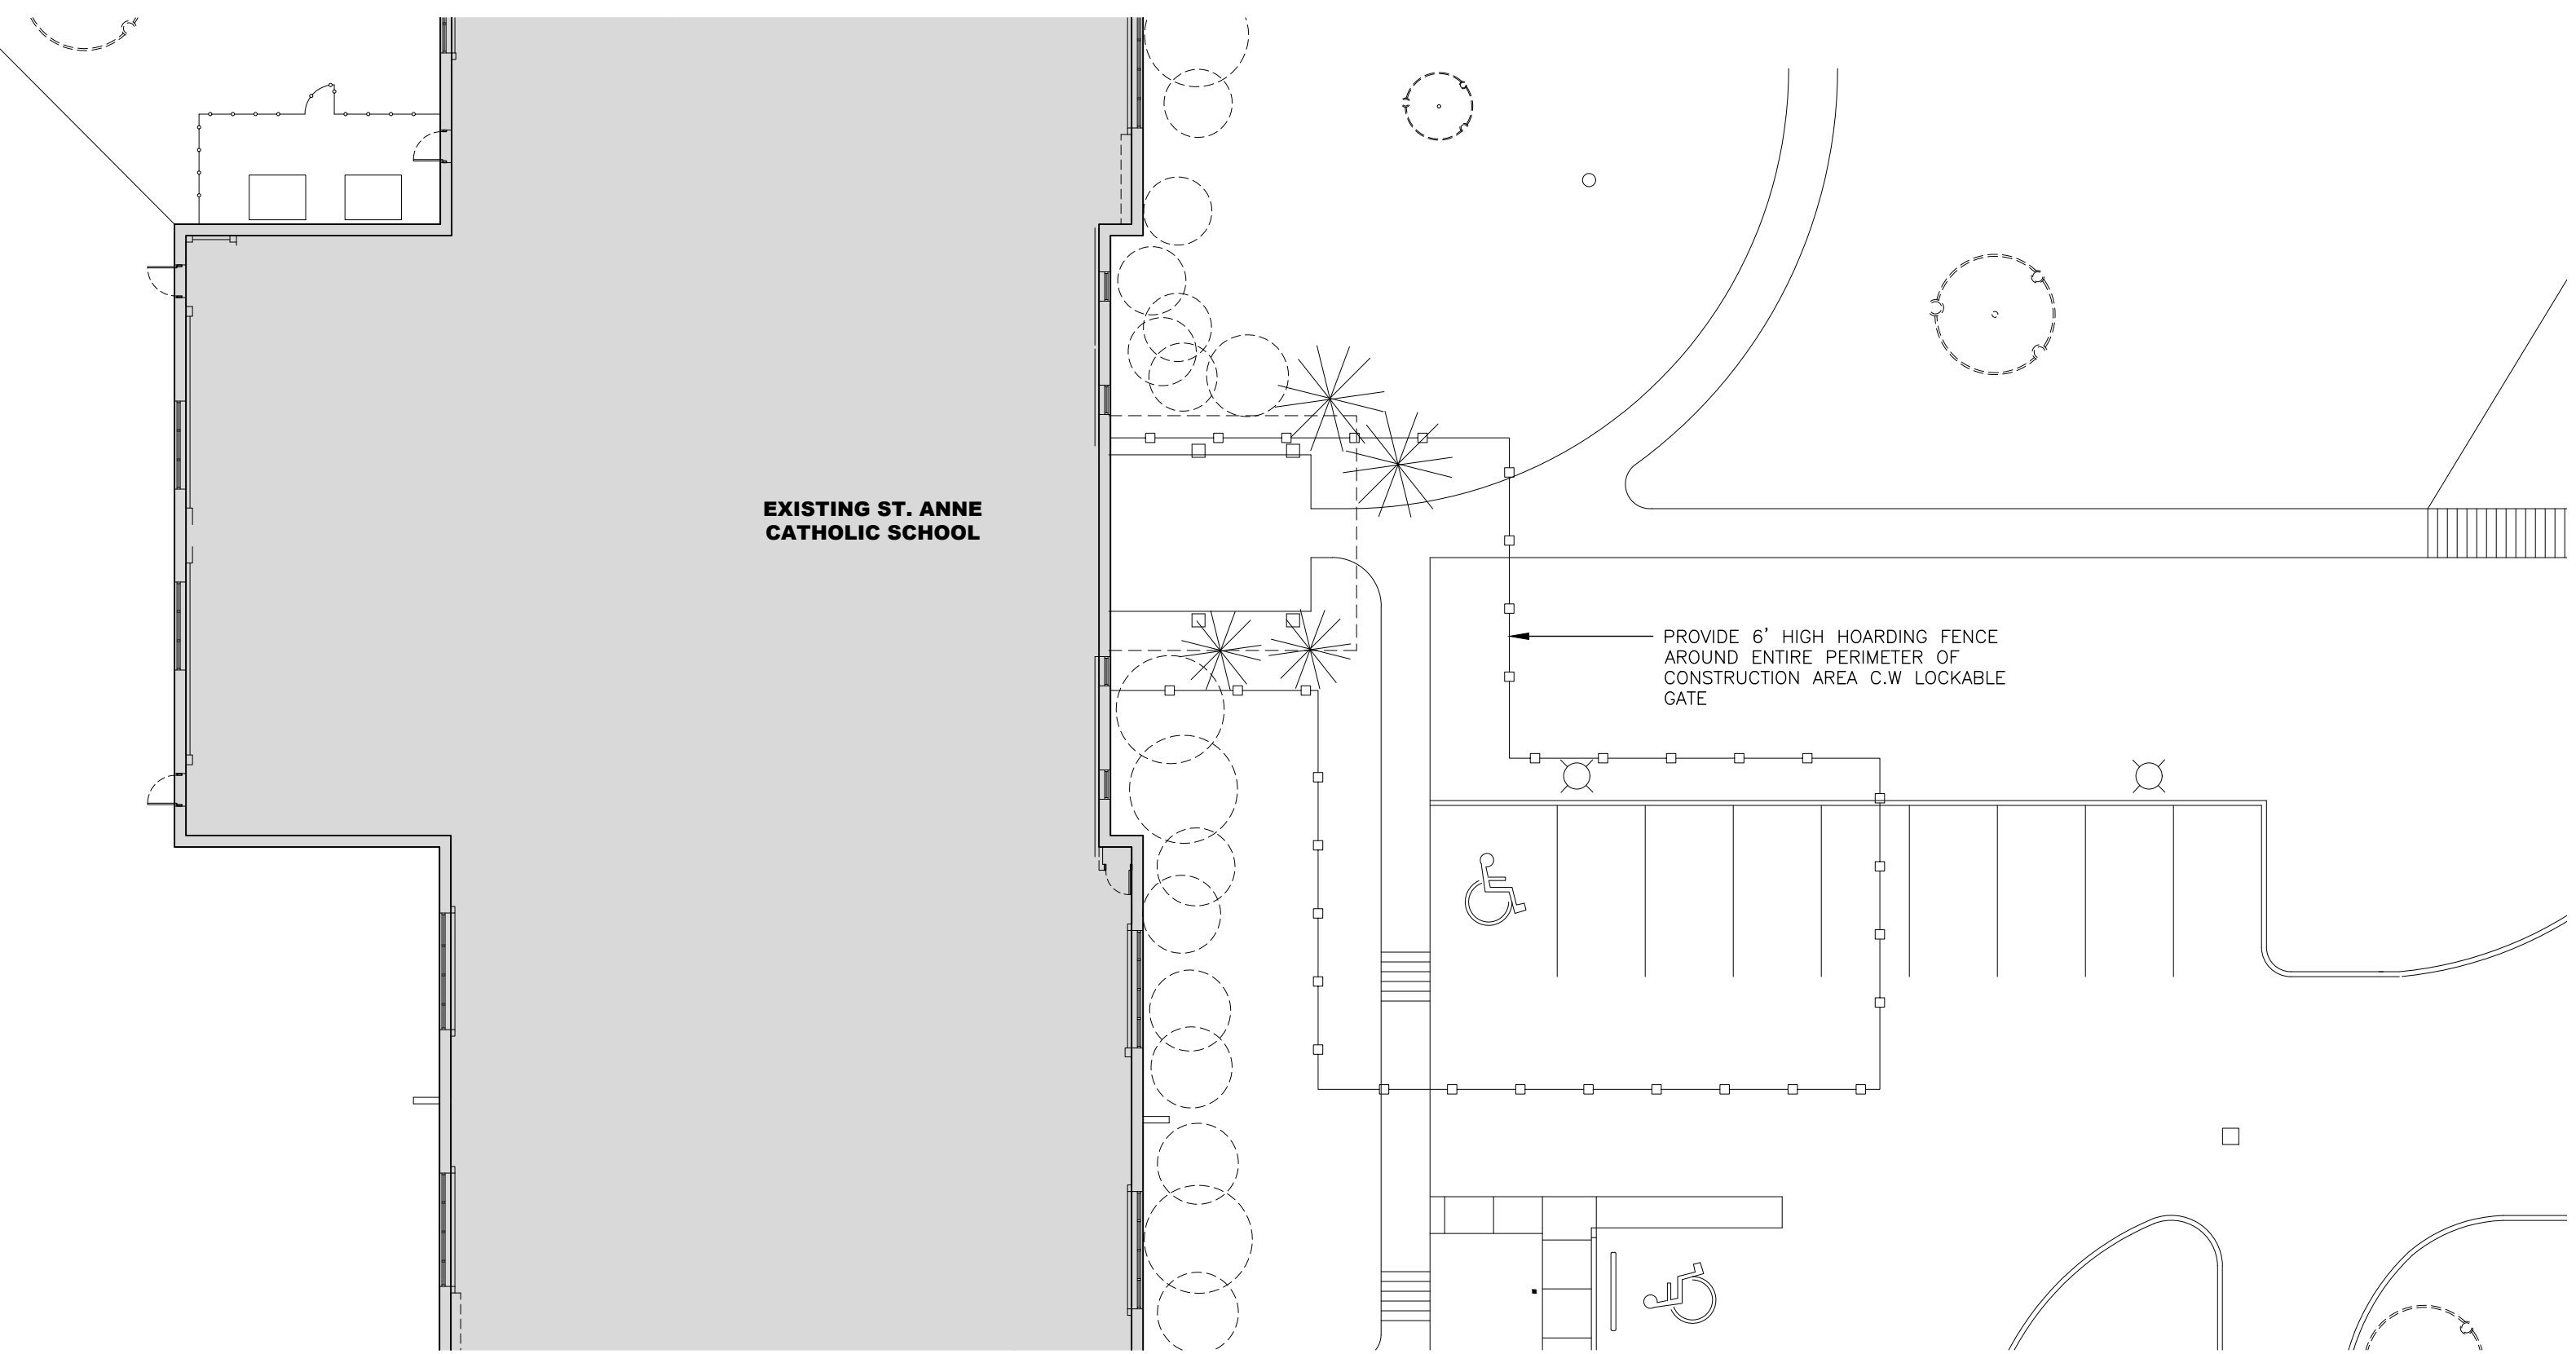 EXISTING ST. ANNE
CATHOLIC SCHOOL
PROVIDE 6' HIGH HOARDING FENCE
AROUND ENTIRE PERIMETER OF
CONSTRUCTION AREA C.W LOCKABLE
GATE